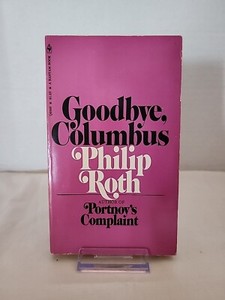 Goodbye,
Columbus
Philip
Roth
AUTHOR OF
Portnoy's
Complaint